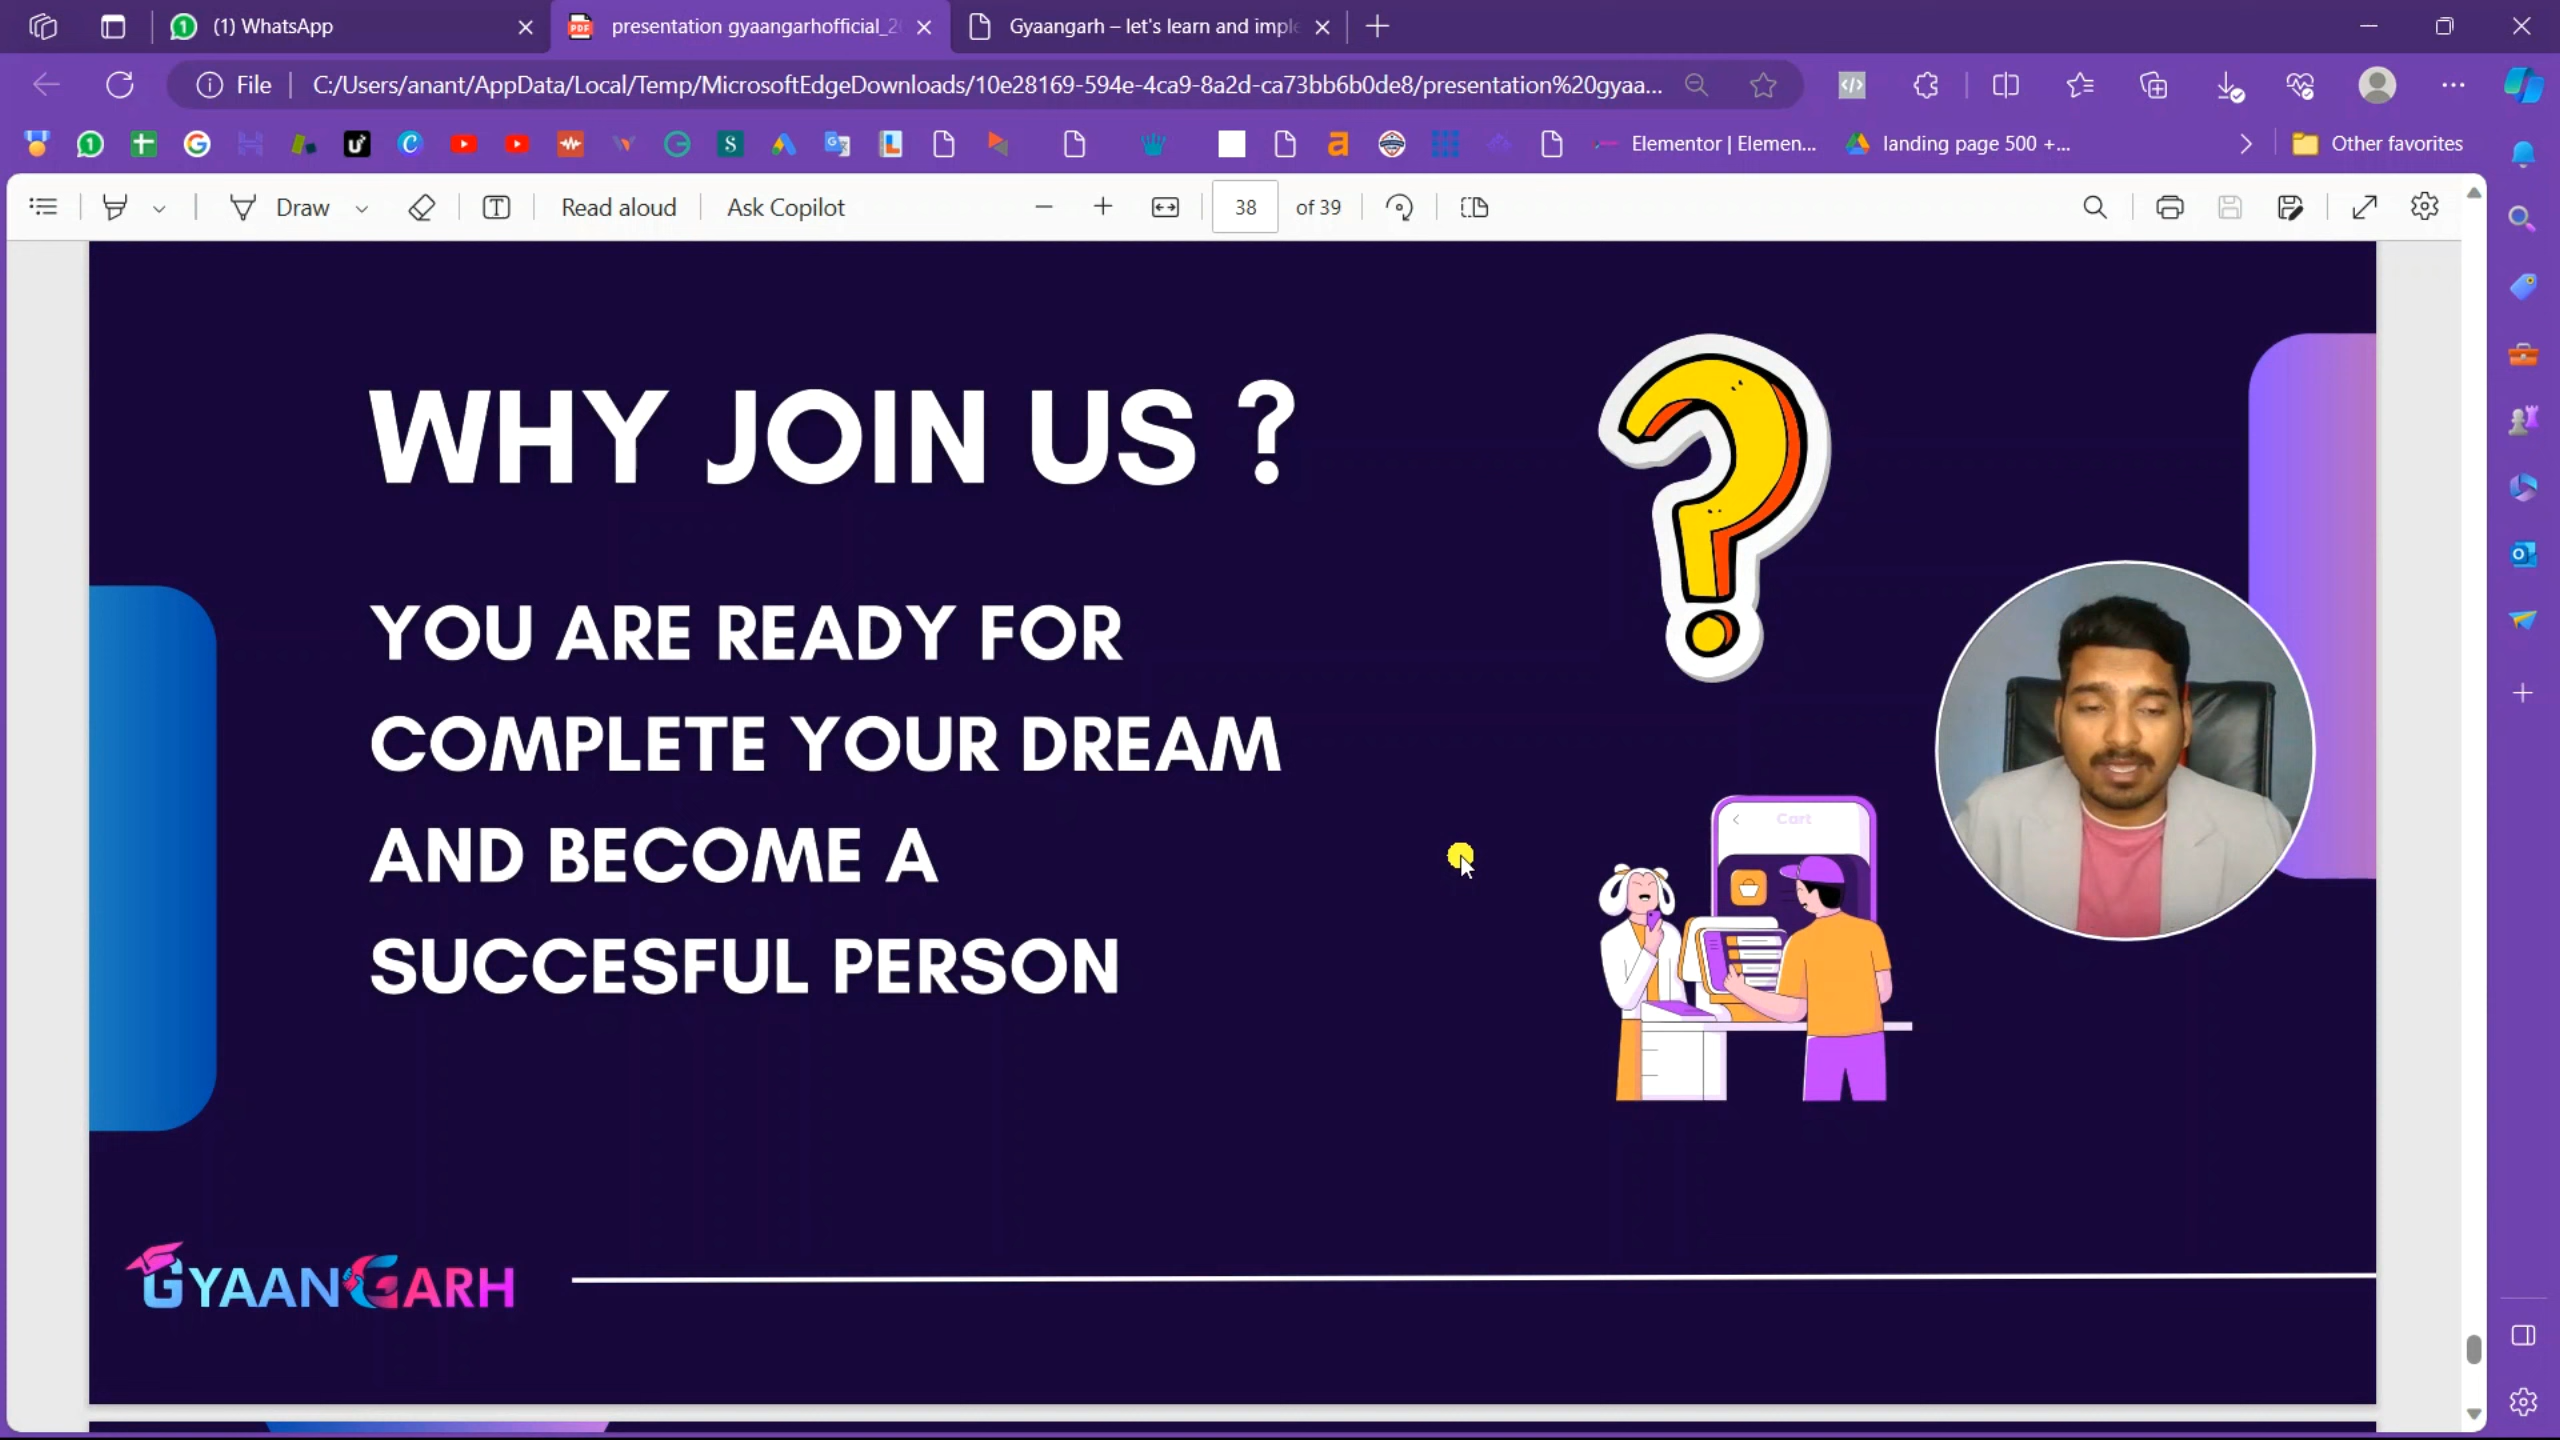 (1) WhatsApp
presentation gyaangarhofficial_2
Gyaangarh – let's learn and imple
File
C:/Users/anant/AppData/Local/Temp/MicrosoftEdgeDownloads/10e28169-594e-4ca9-8a2d-ca73bb6b0de8/presentation%20gyaa...
Elementor | Elemen...
landing page 500 +...
Other favorites
Draw
Read aloud
Ask Copilot
38 of 39
WHY JOIN US ?
YOU ARE READY FOR
COMPLETE YOUR DREAM
AND BECOME A
SUCCESFUL PERSON
Cart
GYAANGARH